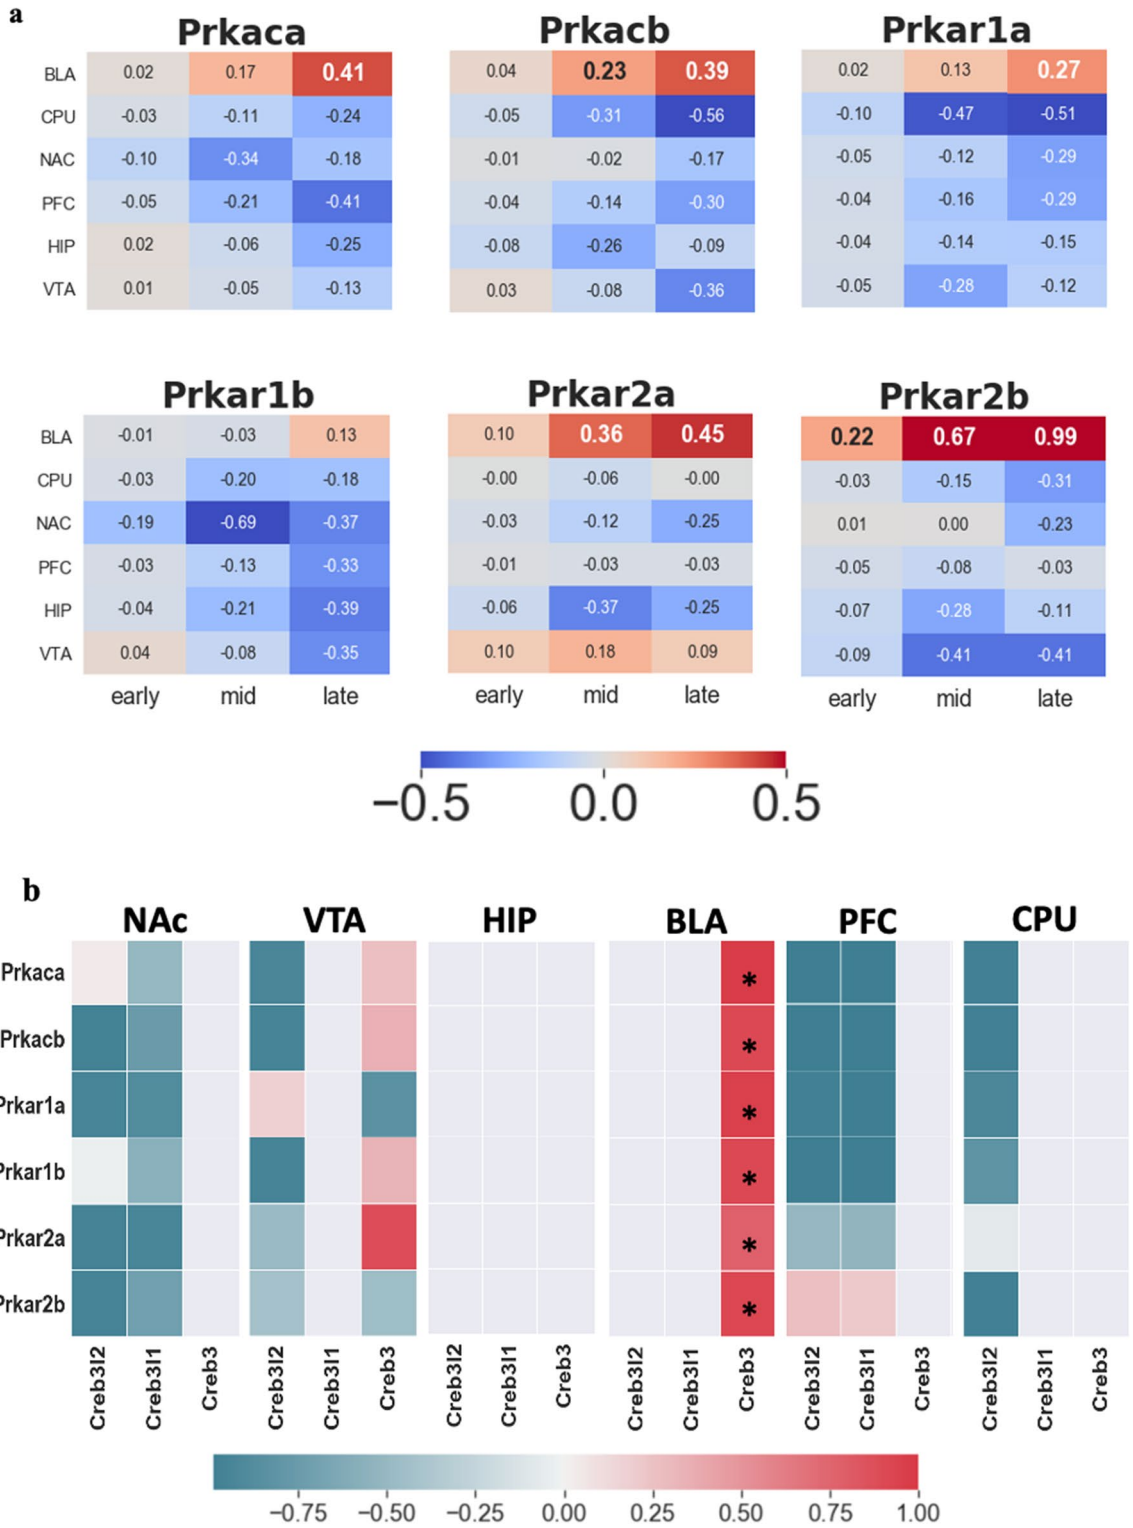 a
Prkaca Prkacb Prkar1a
BLA 0.02 0.17 0.41 0.04 0.23 0.39 0.02 0.13 0.27
CPU -0.03 -0.11 -0.24 -0.05 -0.31 -0.56 -0.10 -0.47 -0.51
NAC -0.10 -0.34 -0.18 -0.01 -0.02 -0.17 -0.05 -0.12 -0.29
PFC -0.05 -0.21 -0.41 -0.04 -0.14 -0.30 -0.04 -0.16 -0.29
HIP 0.02 -0.06 -0.25 -0.08 -0.26 -0.09 -0.04 -0.14 -0.15
VTA 0.01 -0.05 -0.13 0.03 -0.08 -0.36 -0.05 -0.28 -0.12
Prkar1b Prkar2a Prkar2b
BLA -0.01 -0.03 0.13 0.10 0.36 0.45 0.22 0.67 0.99
CPU -0.03 -0.20 -0.18 -0.00 -0.06 -0.00 -0.03 -0.15 -0.31
NAC -0.19 -0.69 -0.37 -0.03 -0.12 -0.25 0.01 0.00 -0.23
PFC -0.03 -0.13 -0.33 -0.01 -0.03 -0.03 -0.05 -0.08 -0.03
HIP -0.04 -0.21 -0.39 -0.06 -0.37 -0.25 -0.07 -0.28 -0.11
VTA 0.04 -0.08 -0.35 0.10 0.18 0.09 -0.09 -0.41 -0.41
early mid late early mid late early mid late
−0.5 0.0 0.5
b
NAc VTA HIP BLA PFC CPU
Prkaca *
Prkacb *
Prkar1a *
Prkar1b *
Prkar2a *
Prkar2b *
Creb3l2 Creb3l1 Creb3 Creb3l2 Creb3l1 Creb3 Creb3l2 Creb3l1 Creb3 Creb3l2 Creb3l1 Creb3 Creb3l2 Creb3l1 Creb3 Creb3l2 Creb3l1 Creb3
−0.75 −0.50 −0.25 0.00 0.25 0.50 0.75 1.00